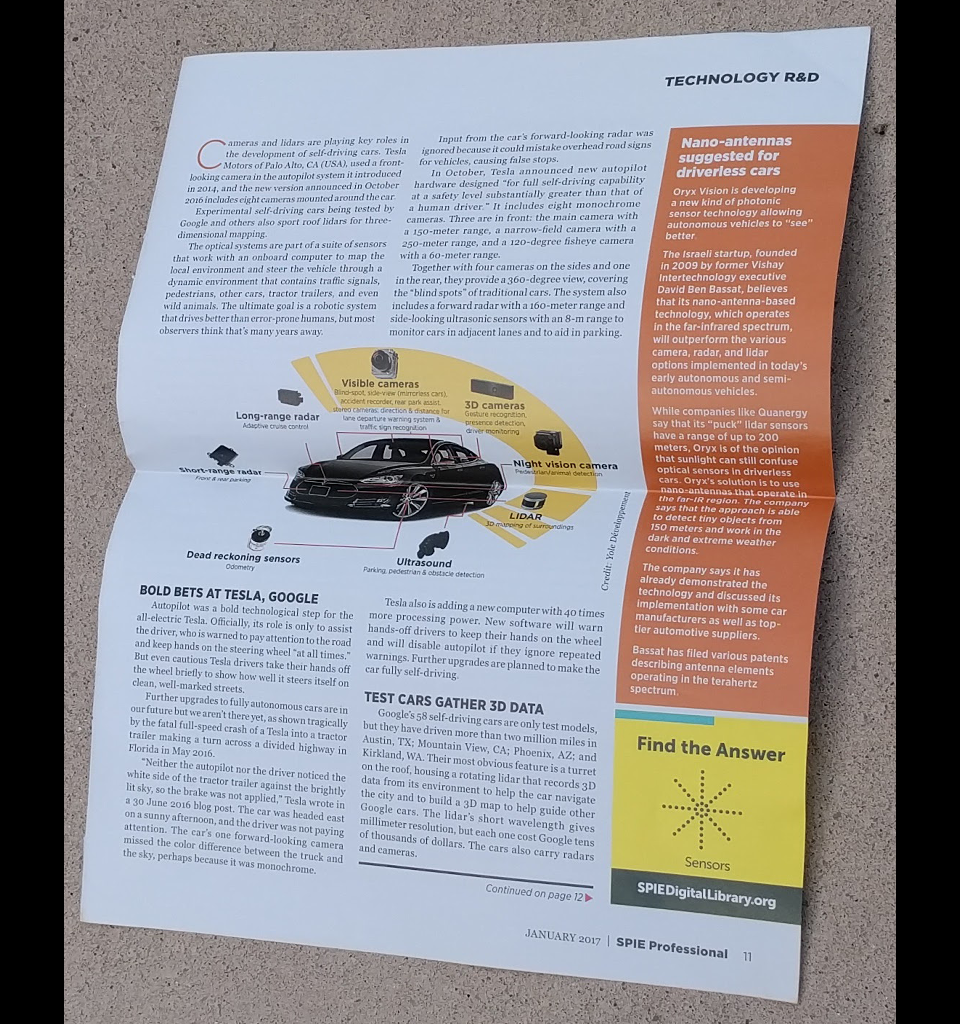 TECHNOLOGY R&D
Cameras and lidars are playing key roles in
the development of self-driving cars. Tesla
Motors of Palo Alto, CA (USA), used a front-
looking camera in the autopilot system it introduced
in 2014, and the new version announced in October
2016 includes eight cameras mounted around the car.
Experimental self-driving cars being tested by
Google and others also sport roof lidars for three-
dimensional mapping.
The optical systems are part of a suite of sensors
that work with an onboard computer to map the
local environment and steer the vehicle through a
dynamic environment that contains traffic signals,
pedestrians, other cars, tractor trailers, and even
wild animals. The ultimate goal is a robotic system
that drives better than error-prone humans, but most
observers think that's many years away.
Input from the car's forward-looking radar was
ignored because it could mistake overhead road signs
for vehicles, causing false stops.
In October, Tesla announced new autopilot
hardware designed "for full self-driving capability
at a safety level substantially greater than that of
a human driver." It includes eight monochrome
cameras. Three are in front: the main camera with
a 150-meter range, a narrow-field camera with a
250-meter range, and a 120-degree fisheye camera
with a 60-meter range.
Together with four cameras on the sides and one
in the rear, they provide a 360-degree view, covering
the "blind spots" of traditional cars. The system also
includes a forward radar with a 160-meter range and
side-looking ultrasonic sensors with an 8-m range to
monitor cars in adjacent lanes and to aid in parking.
Visible cameras
Blind-spot, side-view (mirrorless cars),
accident recorder, rear park assist,
stereo cameras, direction & distance for
lane departure warning system &
traffic sign recognition
3D cameras
Gesture recognition,
presence detection,
driver monitoring
Long-range radar
Adaptive cruise control
Night vision camera
Pedestrian/animal detection
Short-range radar
Front & rear parking
LIDAR
3D mapping of surroundings
Dead reckoning sensors
Odometry
Ultrasound
Parking, pedestrian & obstacle detection
Credit: Yole Développement
BOLD BETS AT TESLA, GOOGLE
Autopilot was a bold technological step for the
all-electric Tesla. Officially, its role is only to assist
the driver, who is warned to pay attention to the road
and keep hands on the steering wheel "at all times."
But even cautious Tesla drivers take their hands off
the wheel briefly to show how well it steers itself on
clean, well-marked streets.
Further upgrades to fully autonomous cars are in
our future but we aren't there yet, as shown tragically
by the fatal full-speed crash of a Tesla into a tractor
trailer making a turn across a divided highway in
Florida in May 2016.
"Neither the autopilot nor the driver noticed the
white side of the tractor trailer against the brightly
lit sky, so the brake was not applied," Tesla wrote in
a 30 June 2016 blog post. The car was headed east
on a sunny afternoon, and the driver was not paying
attention. The car's one forward-looking camera
missed the color difference between the truck and
the sky, perhaps because it was monochrome.
Tesla also is adding a new computer with 40 times
more processing power. New software will warn
hands-off drivers to keep their hands on the wheel
and will disable autopilot if they ignore repeated
warnings. Further upgrades are planned to make the
car fully self-driving.
TEST CARS GATHER 3D DATA
Google's 58 self-driving cars are only test models,
but they have driven more than two million miles in
Austin, TX; Mountain View, CA; Phoenix, AZ; and
Kirkland, WA. Their most obvious feature is a turret
on the roof, housing a rotating lidar that records 3D
data from its environment to help the car navigate
the city and to build a 3D map to help guide other
Google cars. The lidar's short wavelength gives
millimeter resolution, but each one cost Google tens
of thousands of dollars. The cars also carry radars
and cameras.
Continued on page 12
Nano-antennas
suggested for
driverless cars
Oryx Vision is developing
a new kind of photonic
sensor technology allowing
autonomous vehicles to "see"
better.
The Israeli startup, founded
in 2009 by former Vishay
Intertechnology executive
David Ben Bassat, believes
that its nano-antenna-based
technology, which operates
in the far-infrared spectrum,
will outperform the various
camera, radar, and lidar
options implemented in today's
early autonomous and semi-
autonomous vehicles.
While companies like Quanergy
say that its "puck" lidar sensors
have a range of up to 200
meters, Oryx is of the opinion
that sunlight can still confuse
optical sensors in driverless
cars. Oryx's solution is to use
nano-antennas that operate in
the far-IR region. The company
says that the approach is able
to detect tiny objects from
150 meters and work in the
dark and extreme weather
conditions.
The company says it has
already demonstrated the
technology and discussed its
implementation with some car
manufacturers as well as top-
tier automotive suppliers.
Bassat has filed various patents
describing antenna elements
operating in the terahertz
spectrum.
Find the Answer
Sensors
SPIEDigitalLibrary.org
JANUARY 2017 | SPIE Professional 11